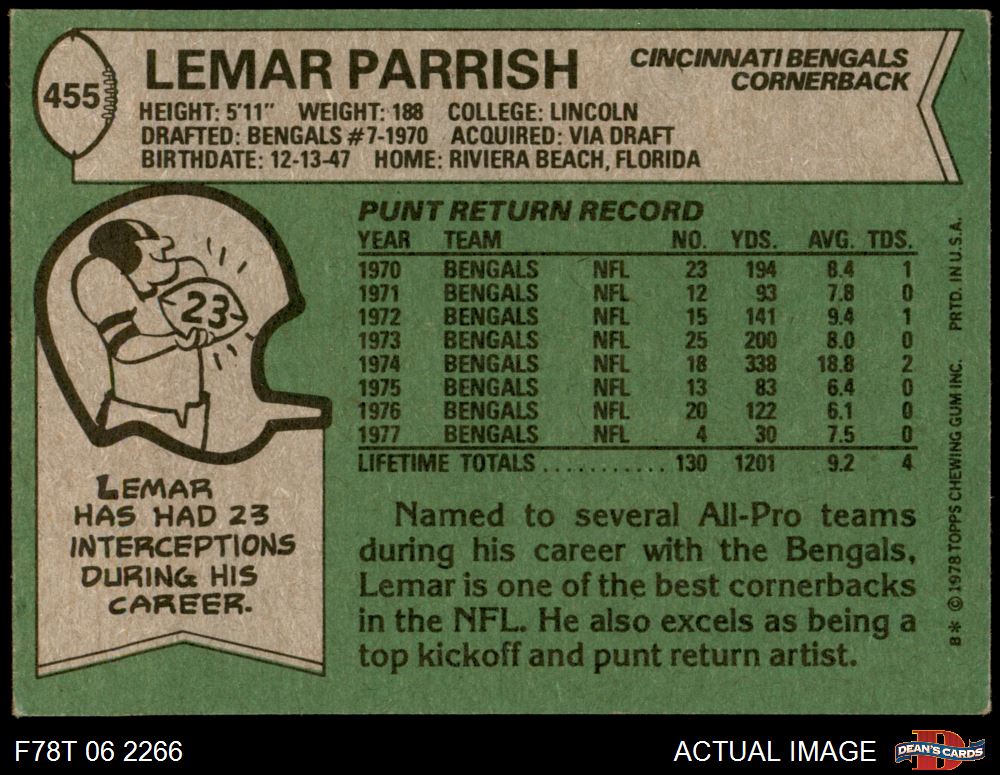 455
LEMAR PARRISH
CINCINNATI BENGALS
CORNERBACK
HEIGHT: 5'11" WEIGHT: 188 COLLEGE: LINCOLN
DRAFTED: BENGALS #7-1970 ACQUIRED: VIA DRAFT
BIRTHDATE: 12-13-47 HOME: RIVIERA BEACH, FLORIDA
23
LEMAR
HAS HAD 23
INTERCEPTIONS
DURING HIS
CAREER.
PUNT RETURN RECORD
YEAR TEAM NO. YDS. AVG. TDS.
1970 BENGALS NFL 23 194 8.4 1
1971 BENGALS NFL 12 93 7.8 0
1972 BENGALS NFL 15 141 9.4 1
1973 BENGALS NFL 25 200 8.0 0
1974 BENGALS NFL 18 338 18.8 2
1975 BENGALS NFL 13 83 6.4 0
1976 BENGALS NFL 20 122 6.1 0
1977 BENGALS NFL 4 30 7.5 0
LIFETIME TOTALS ............ 130 1201 9.2 4
Named to several All-Pro teams
during his career with the Bengals,
Lemar is one of the best cornerbacks
in the NFL. He also excels as being a
top kickoff and punt return artist.
B* © 1978 TOPPS CHEWING GUM INC. PRTD. IN U.S.A.
F78T 06 2266
ACTUAL IMAGE
D
DEAN'S CARDS